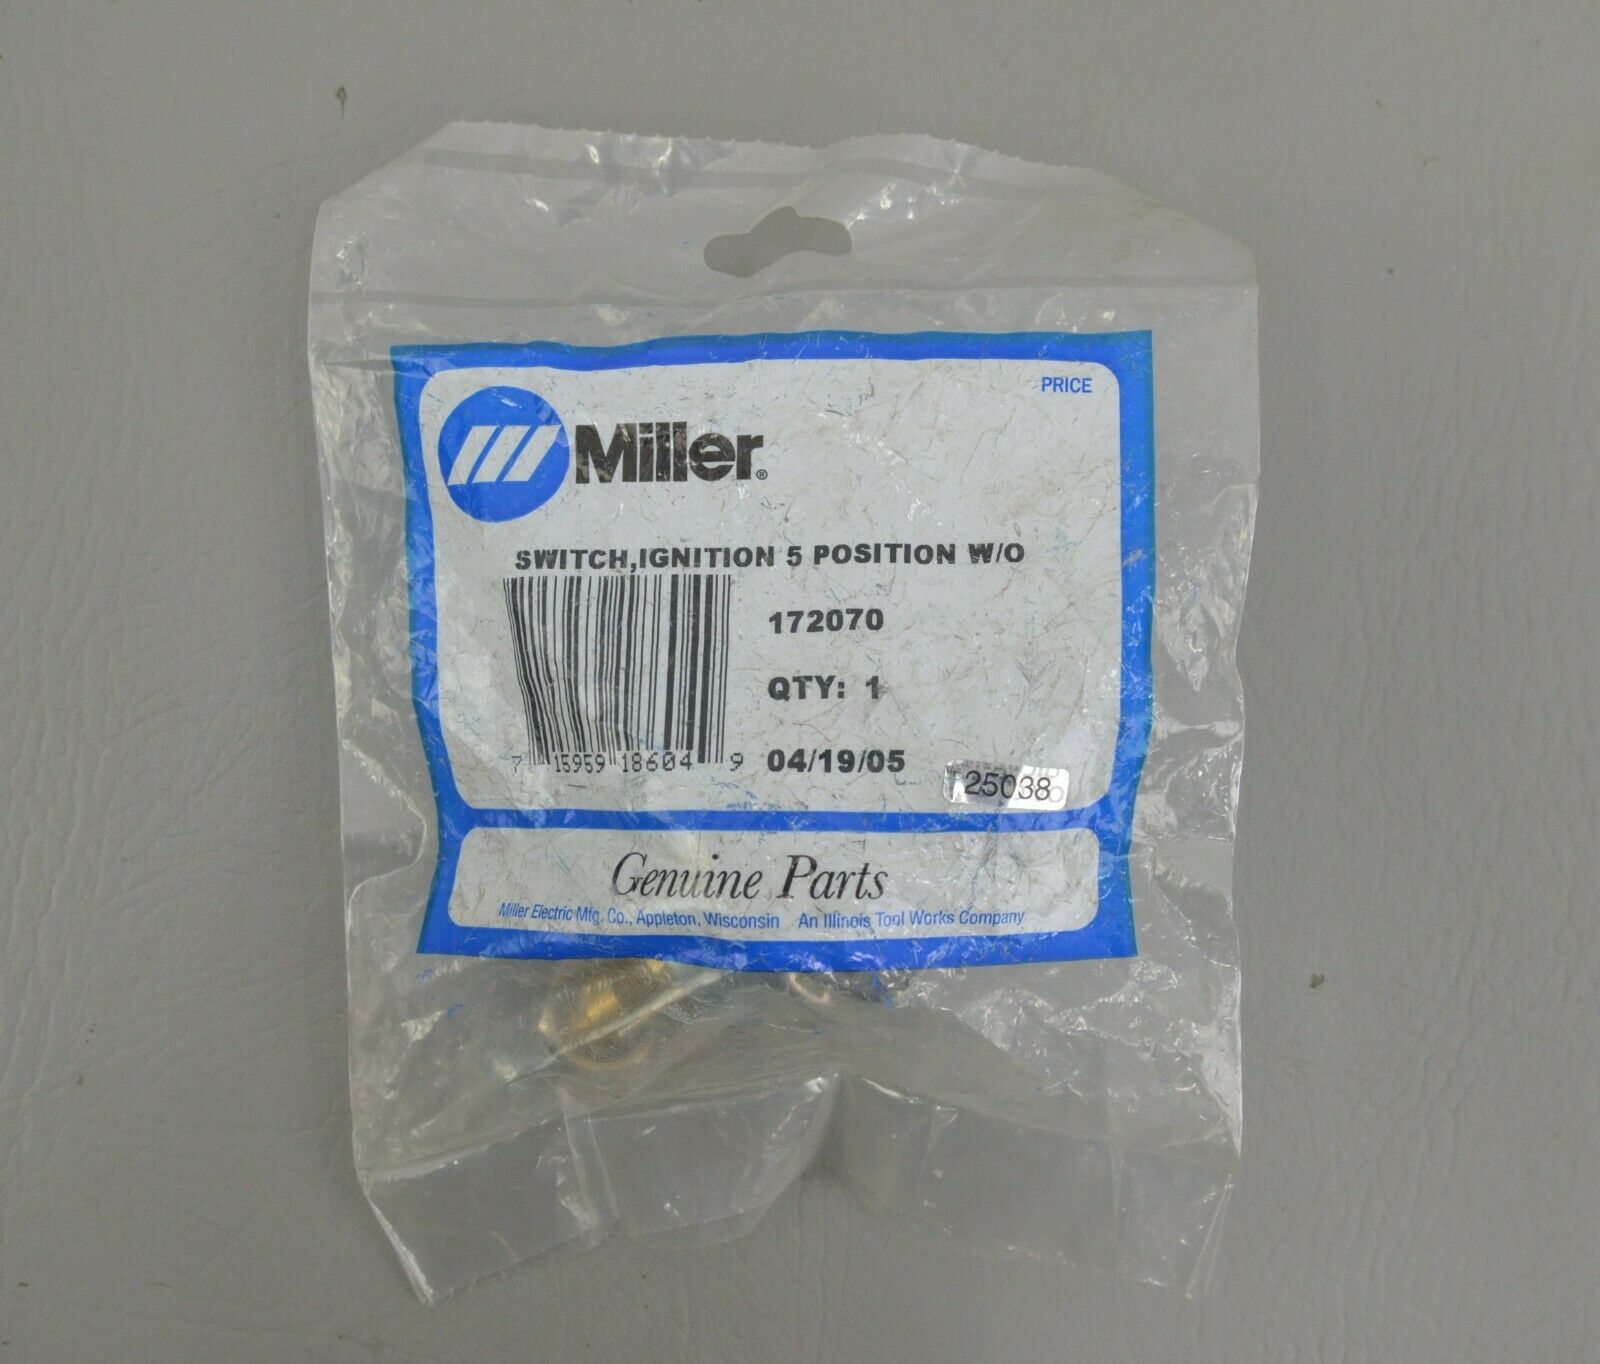 PRICE
Miller®
SWITCH,IGNITION 5 POSITION W/O
172070
QTY: 1
7 15959 18604 9
04/19/05
25038
Genuine Parts
Miller Electric Mfg. Co., Appleton, Wisconsin An Illinois Tool Works Company